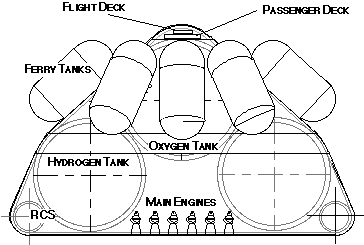 FLIGHT DECK
PASSENGER DECK
FERRY TANKS
OXYGEN TANK
HYDROGEN TANK
MAIN ENGINES
RCS